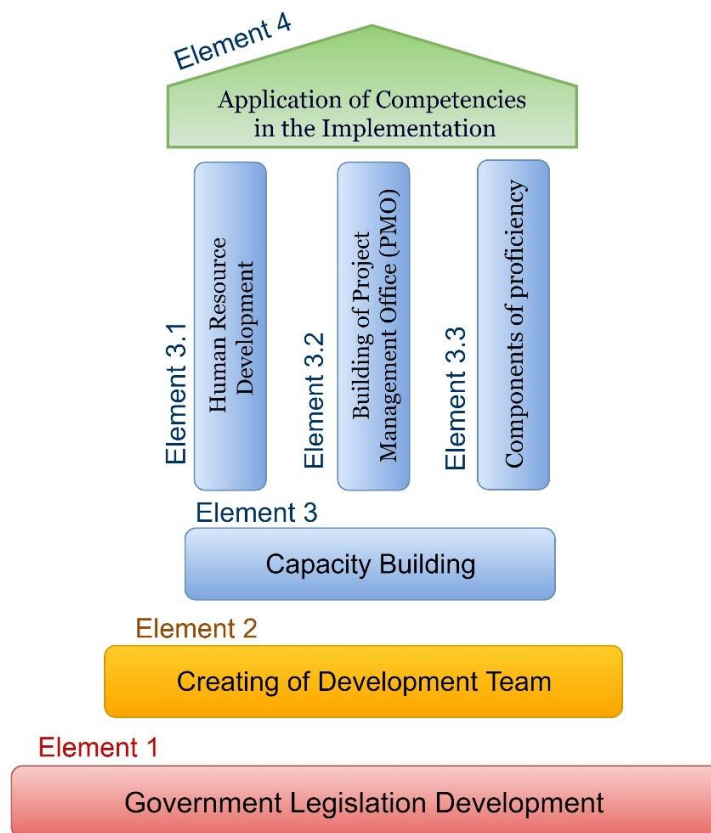 Element 4
Application of Competencies
in the Implementation
Element 3.1
Human Resource
Development
Element 3.2
Building of Project
Management Office (PMO)
Element 3.3
Components of proficiency
Element 3
Capacity Building
Element 2
Creating of Development Team
Element 1
Government Legislation Development